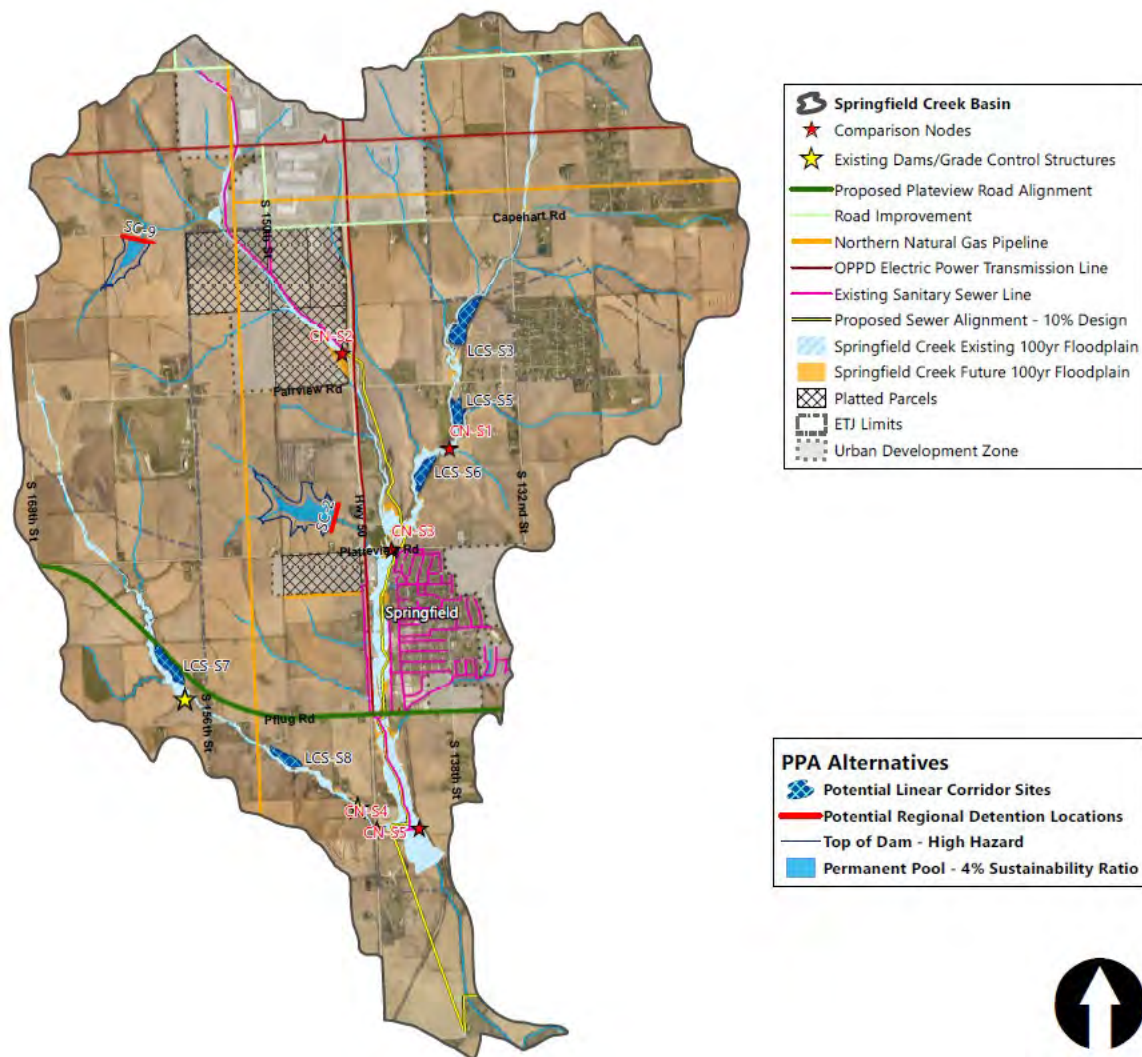 Springfield Creek Basin
Comparison Nodes
Existing Dams/Grade Control Structures
Proposed Plateview Road Alignment
Road Improvement
Northern Natural Gas Pipeline
OPPD Electric Power Transmission Line
Existing Sanitary Sewer Line
Proposed Sewer Alignment - 10% Design
Springfield Creek Existing 100yr Floodplain
Springfield Creek Future 100yr Floodplain
Platted Parcels
ETJ Limits
Urban Development Zone
PPA Alternatives
Potential Linear Corridor Sites
Potential Regional Detention Locations
Top of Dam - High Hazard
Permanent Pool - 4% Sustainability Ratio
S 150th St
Capehart Rd
SC-9
CN-S2
LCS-S3
Fairview Rd
LCS-S5
CN-S1
LCS-S6
S 168th St
SC-2
Hwy 50
S 132nd St
CN-S3
Platteview Rd
Springfield
LCS-S7
S 156th St
Pflug Rd
LCS-S8
S 138th St
CN-S4
CN-S5